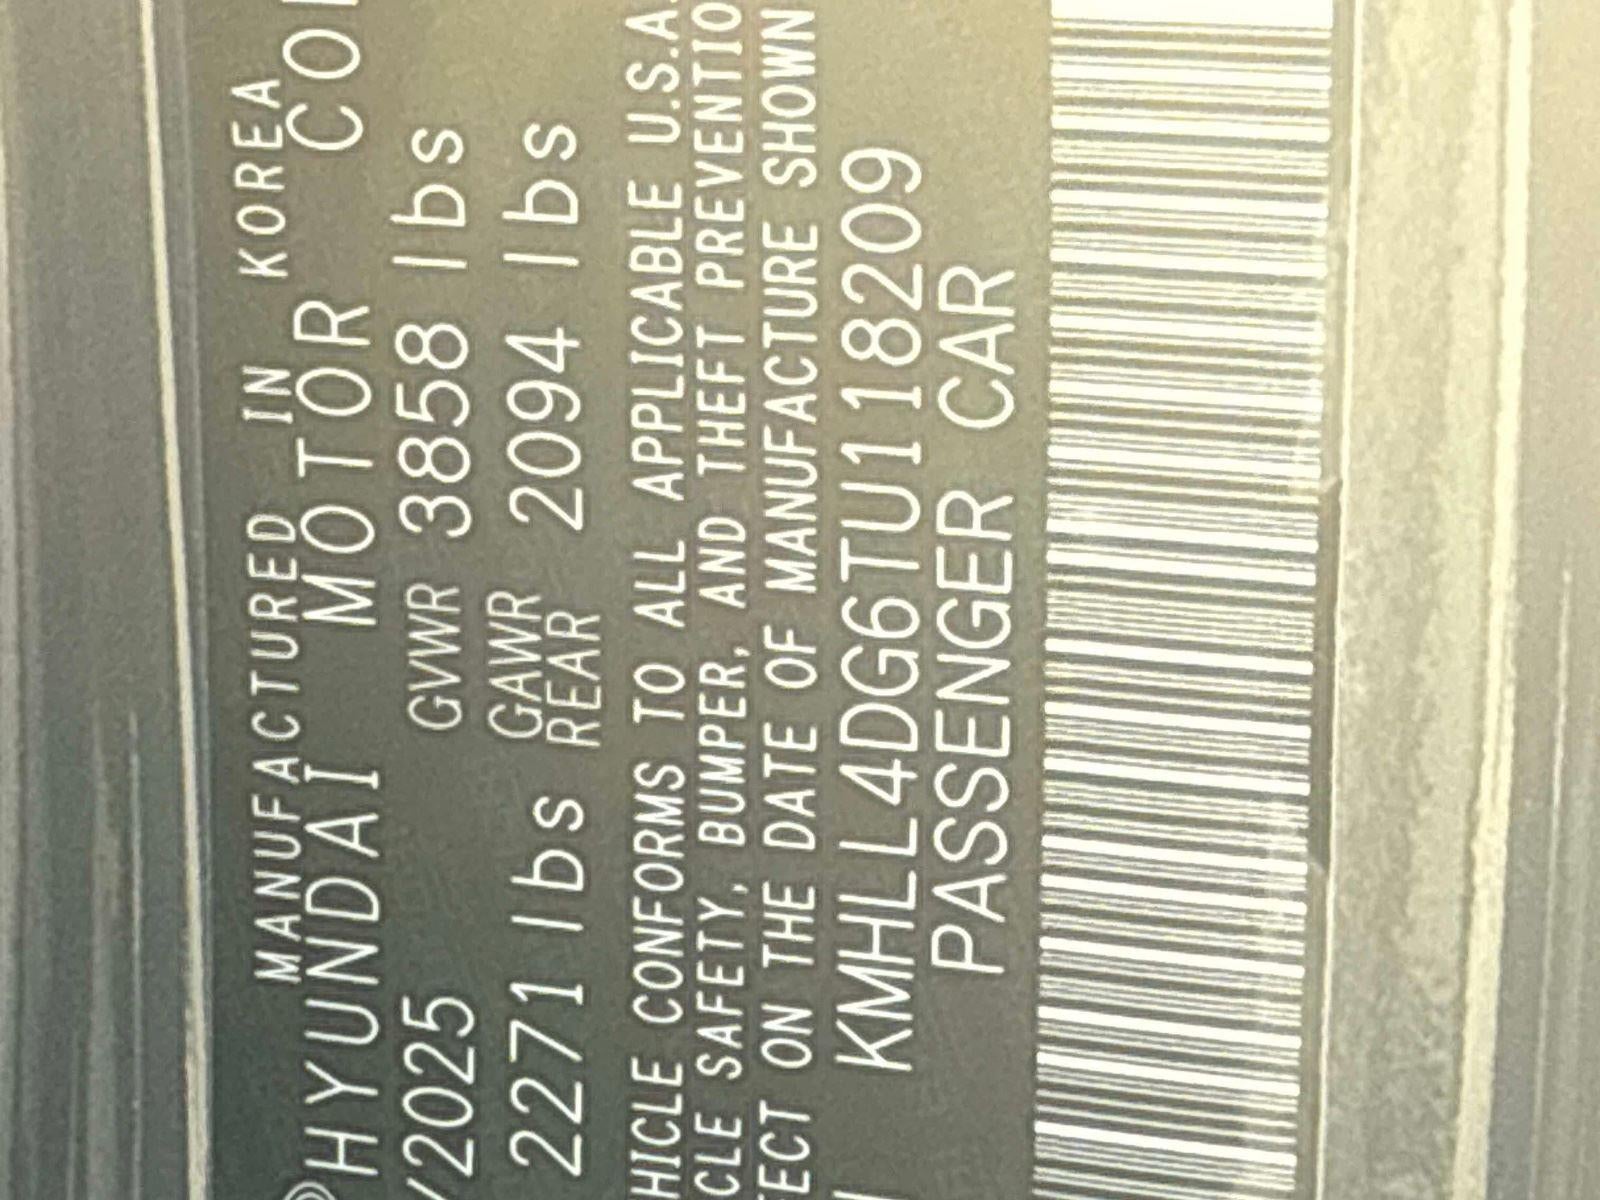 MANUFACTURED IN KOREA
HYUNDAI MOTOR CO
/2025 GVWR 3858 lbs
2271 lbs GAWR REAR 2094 lbs
HICLE CONFORMS TO ALL APPLICABLE U.S.A.
CLE SAFETY, BUMPER, AND THEFT PREVENTIO
FECT ON THE DATE OF MANUFACTURE SHOWN
KMHLL4DG6TU118209
PASSENGER CAR